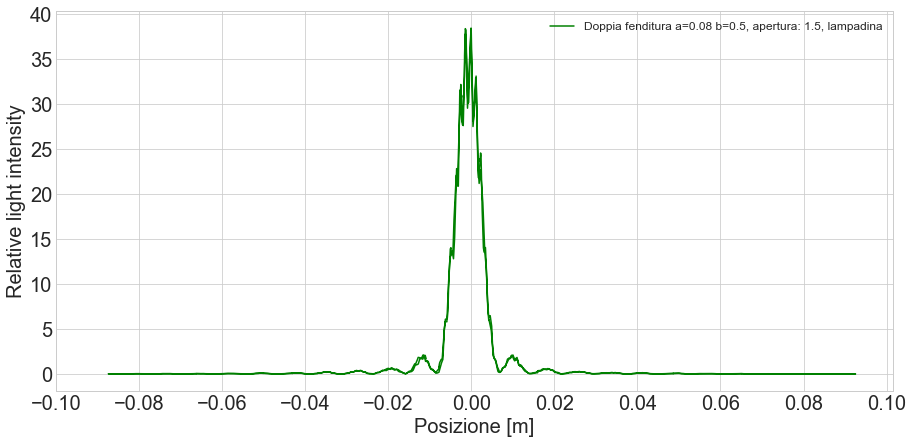 Doppia fenditura a=0.08 b=0.5, apertura: 1.5, lampadina
40
35
30
25
20
15
10
5
0
Relative light intensity
−0.10 −0.08 −0.06 −0.04 −0.02 0.00 0.02 0.04 0.06 0.08 0.10
Posizione [m]